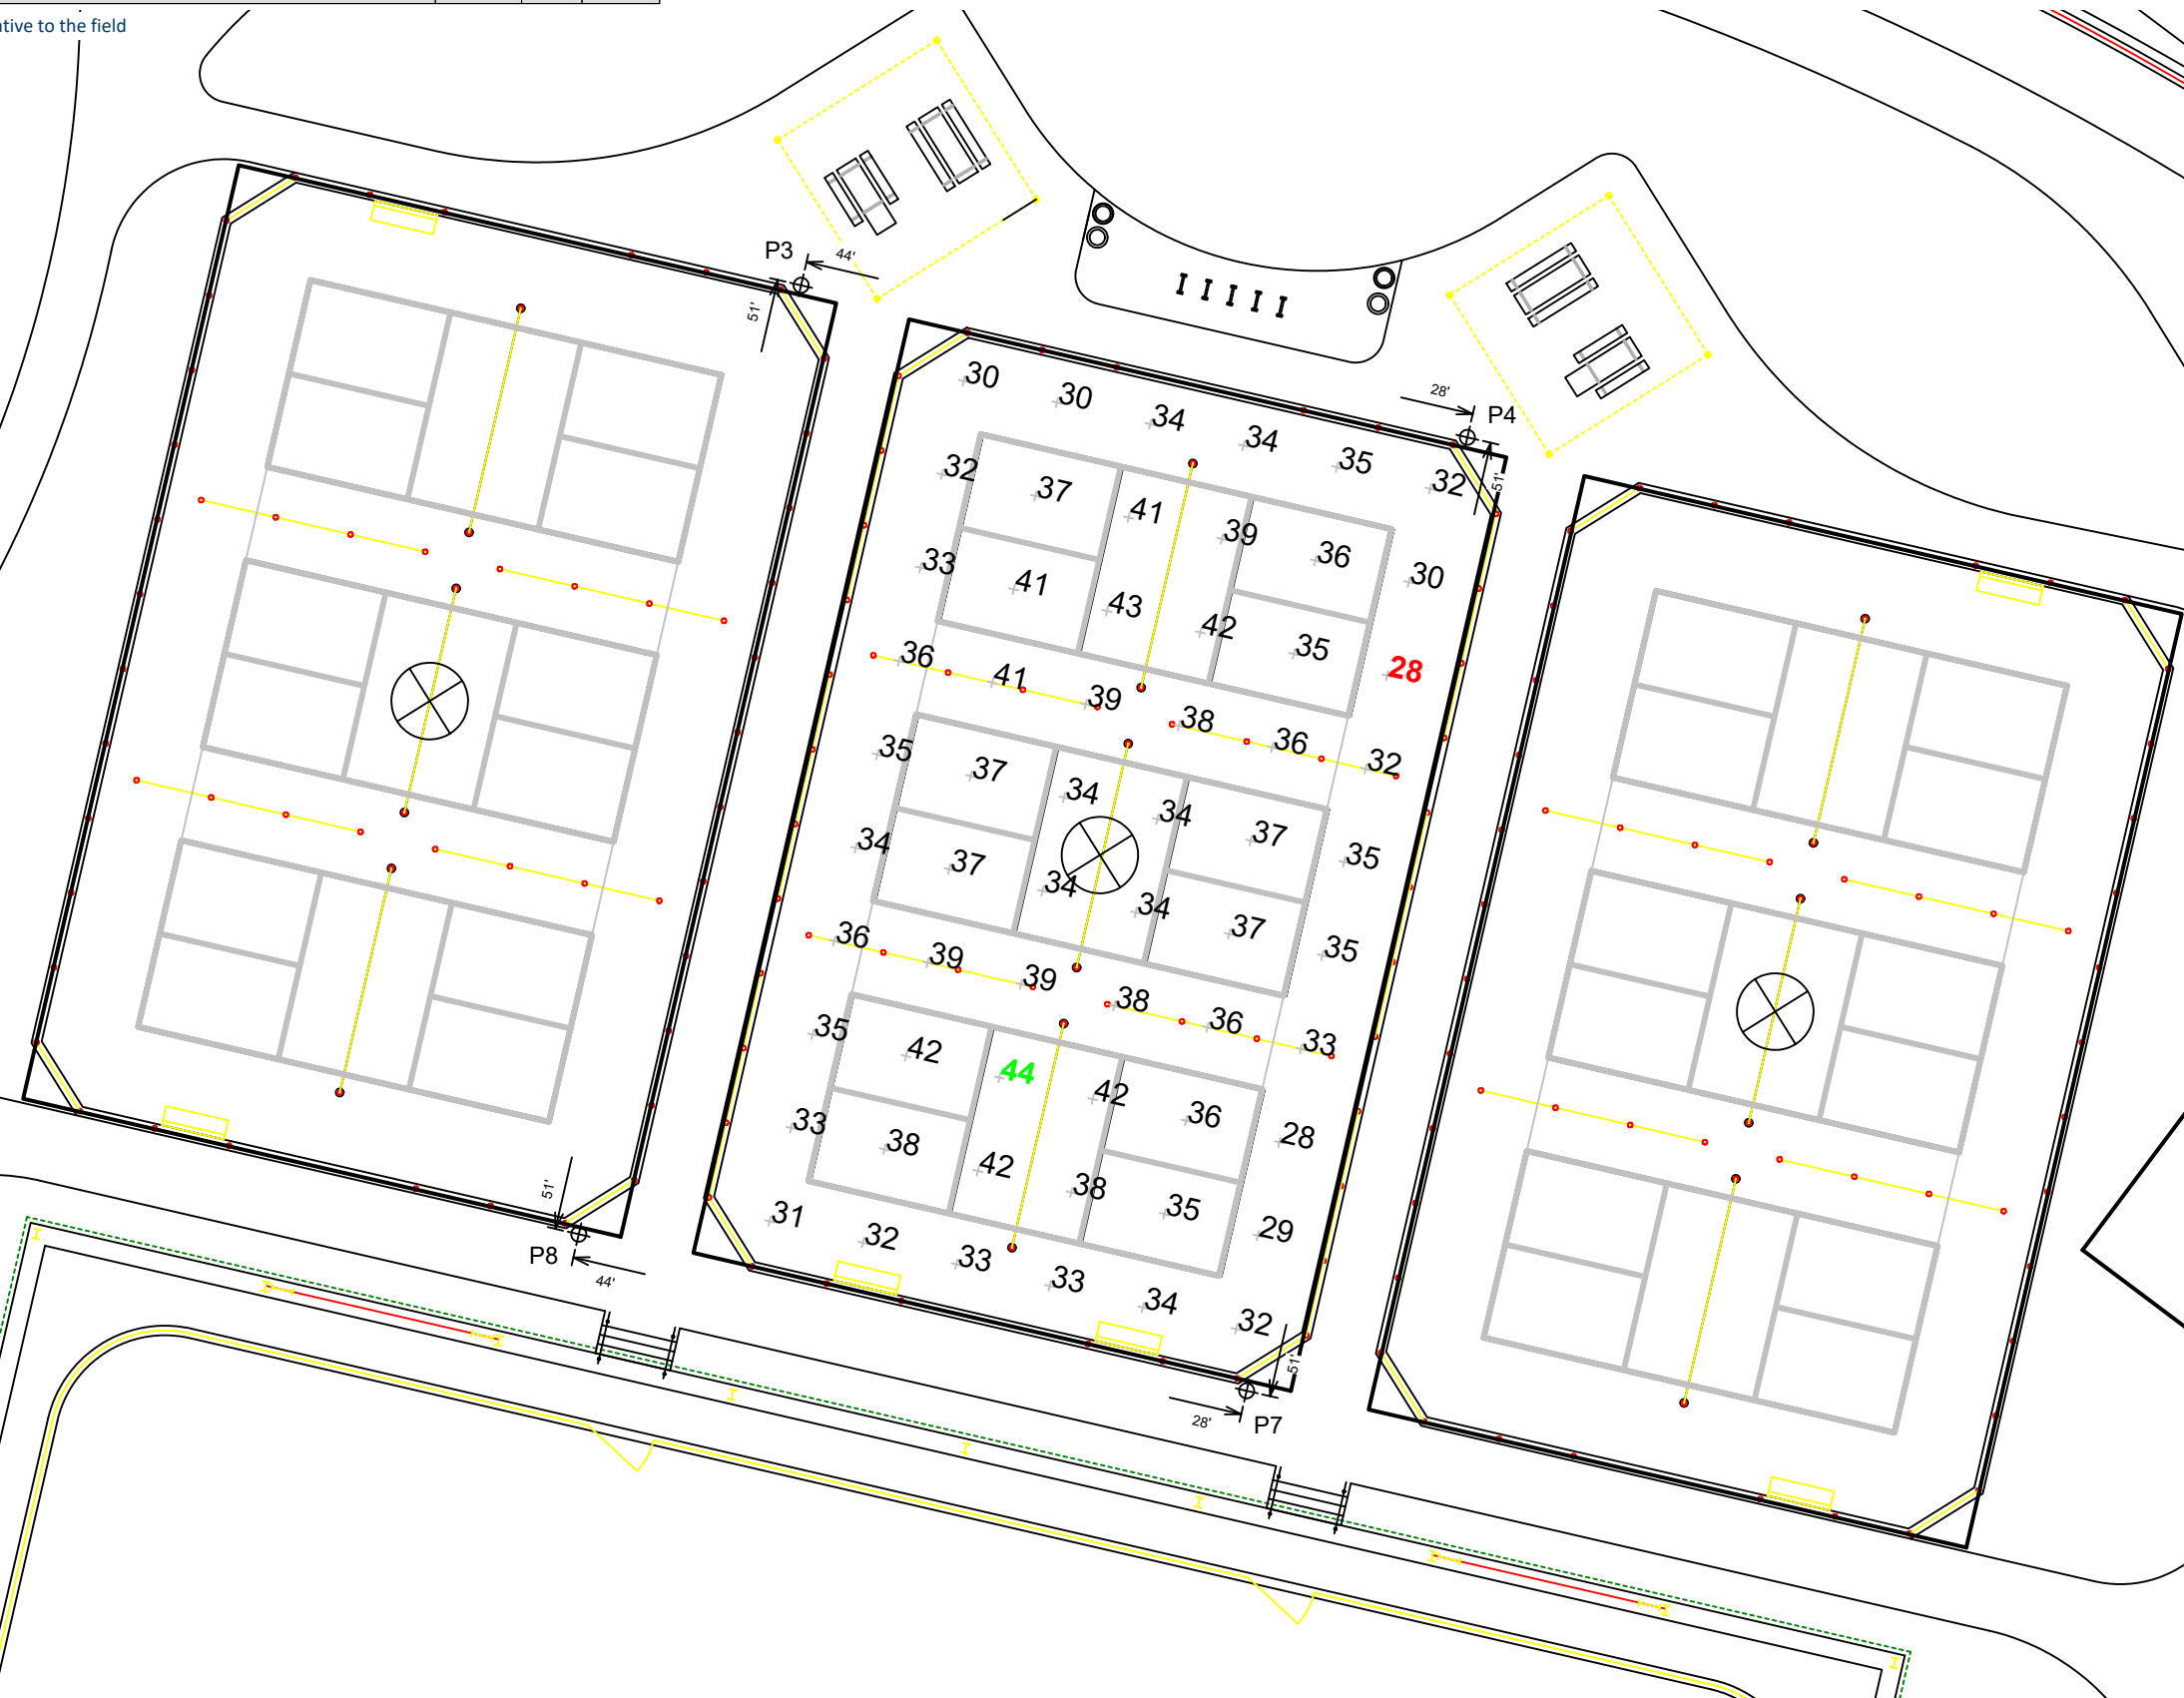 ative to the field
P3
44'
51'
28'
P4
51'
30 30 34 34 35 32
32 37 41 39 36 30
33 41 43 42 35 28
36 41 39 38 36 32
35 37 34 34 37 35
34 37 34 34 37 35
36 39 39 38 36 33
35 42 44 42 36 28
33 38 42 38 35 29
31 32 33 33 34 32
51'
P8
44'
51'
28'
P7